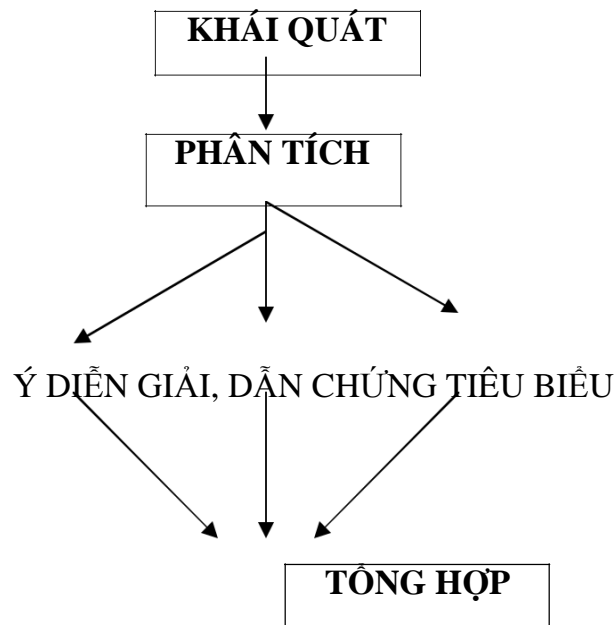 KHÁI QUÁT
PHÂN TÍCH
Ý DIỄN GIẢI, DẪN CHỨNG TIÊU BIỂU
TỔNG HỢP